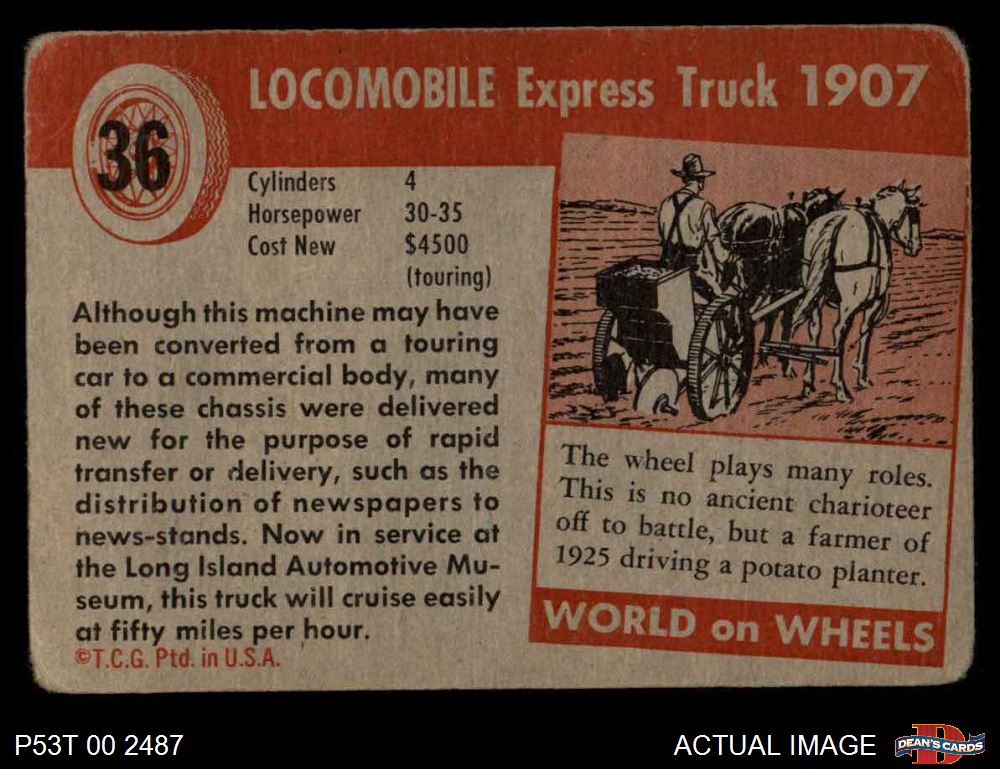 36
LOCOMOBILE Express Truck 1907
Cylinders 4
Horsepower 30-35
Cost New $4500
(touring)
Although this machine may have
been converted from a touring
car to a commercial body, many
of these chassis were delivered
new for the purpose of rapid
transfer or delivery, such as the
distribution of newspapers to
news-stands. Now in service at
the Long Island Automotive Mu-
seum, this truck will cruise easily
at fifty miles per hour.
©T.C.G. Ptd. in U.S.A.
The wheel plays many roles.
This is no ancient charioteer
off to battle, but a farmer of
1925 driving a potato planter.
WORLD on WHEELS
P53T 00 2487
ACTUAL IMAGE
D
DEAN'S CARDS